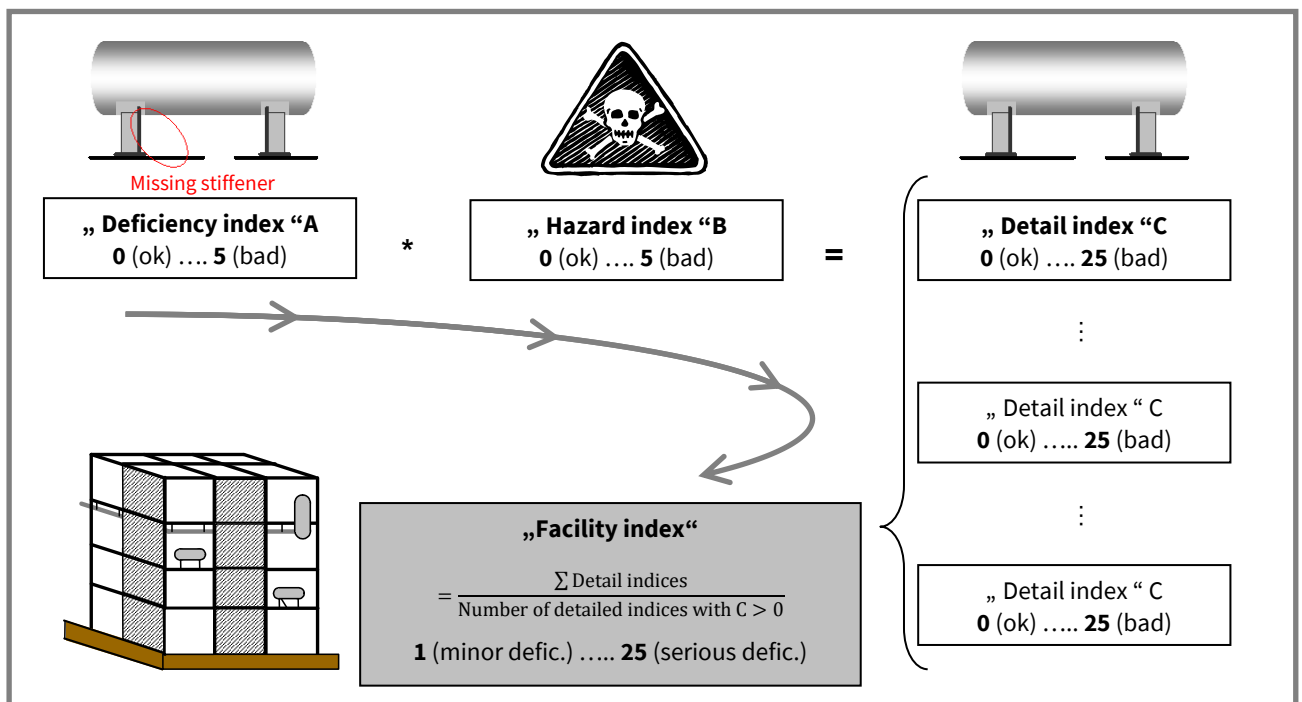 Missing stiffener
„ Deficiency index “A
0 (ok) …. 5 (bad)
*
„ Hazard index “B
0 (ok) …. 5 (bad)
=
„ Detail index “C
0 (ok) …. 25 (bad)
⋮
„ Detail index “ C
0 (ok) ….. 25 (bad)
⋮
„ Detail index “ C
0 (ok) ….. 25 (bad)
„Facility index“
= ∑ Detail indices
Number of detailed indices with C > 0
1 (minor defic.) ….. 25 (serious defic.)